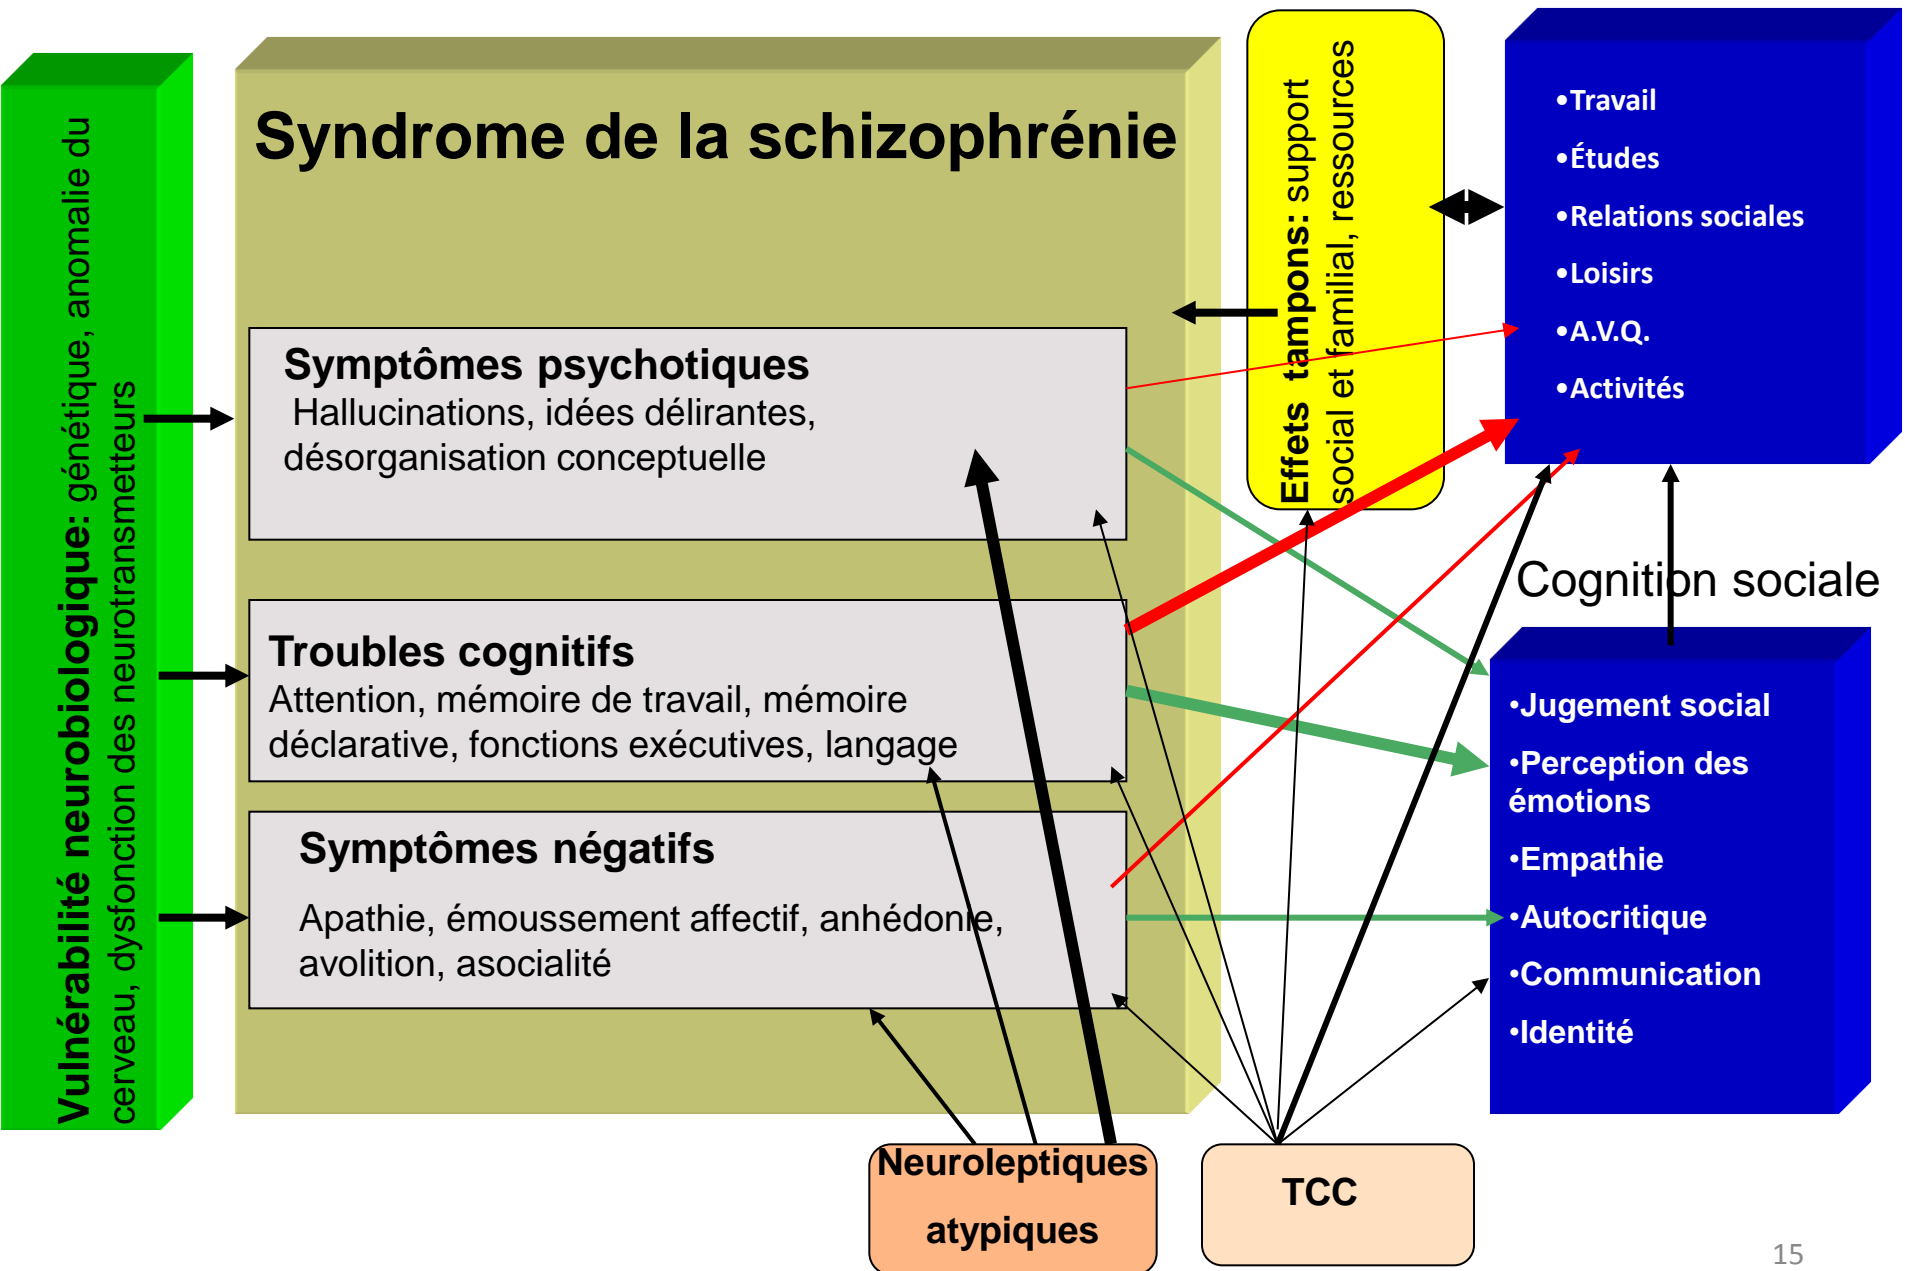 Vulnérabilité neurobiologique: génétique, anomalie du
cerveau, dysfonction des neurotransmetteurs
Syndrome de la schizophrénie
Symptômes psychotiques
Hallucinations, idées délirantes,
désorganisation conceptuelle
Troubles cognitifs
Attention, mémoire de travail, mémoire
déclarative, fonctions exécutives, langage
Symptômes négatifs
Apathie, émoussement affectif, anhédonie,
avolition, asocialité
Effets tampons: support
social et familial, ressources
•Travail
•Études
•Relations sociales
•Loisirs
•A.V.Q.
•Activités
Cognition sociale
•Jugement social
•Perception des
émotions
•Empathie
•Autocritique
•Communication
•Identité
Neuroleptiques
atypiques
TCC
15